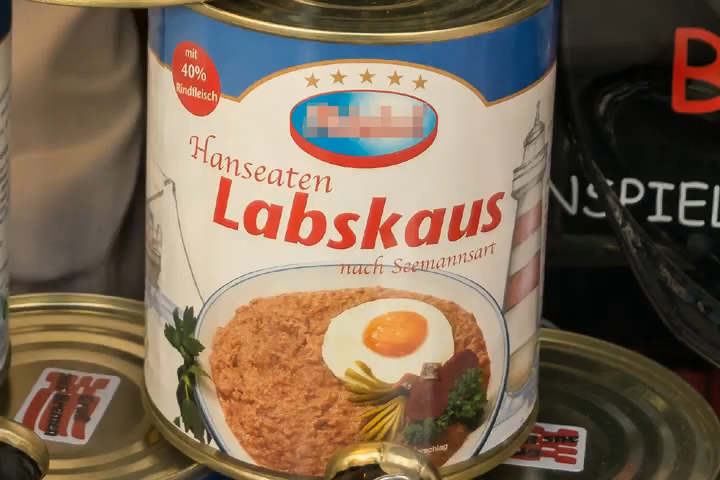 mit
40%
Rindfleisch
Hanseaten
Labskaus
nach Seemannsart
B
NSPIEL